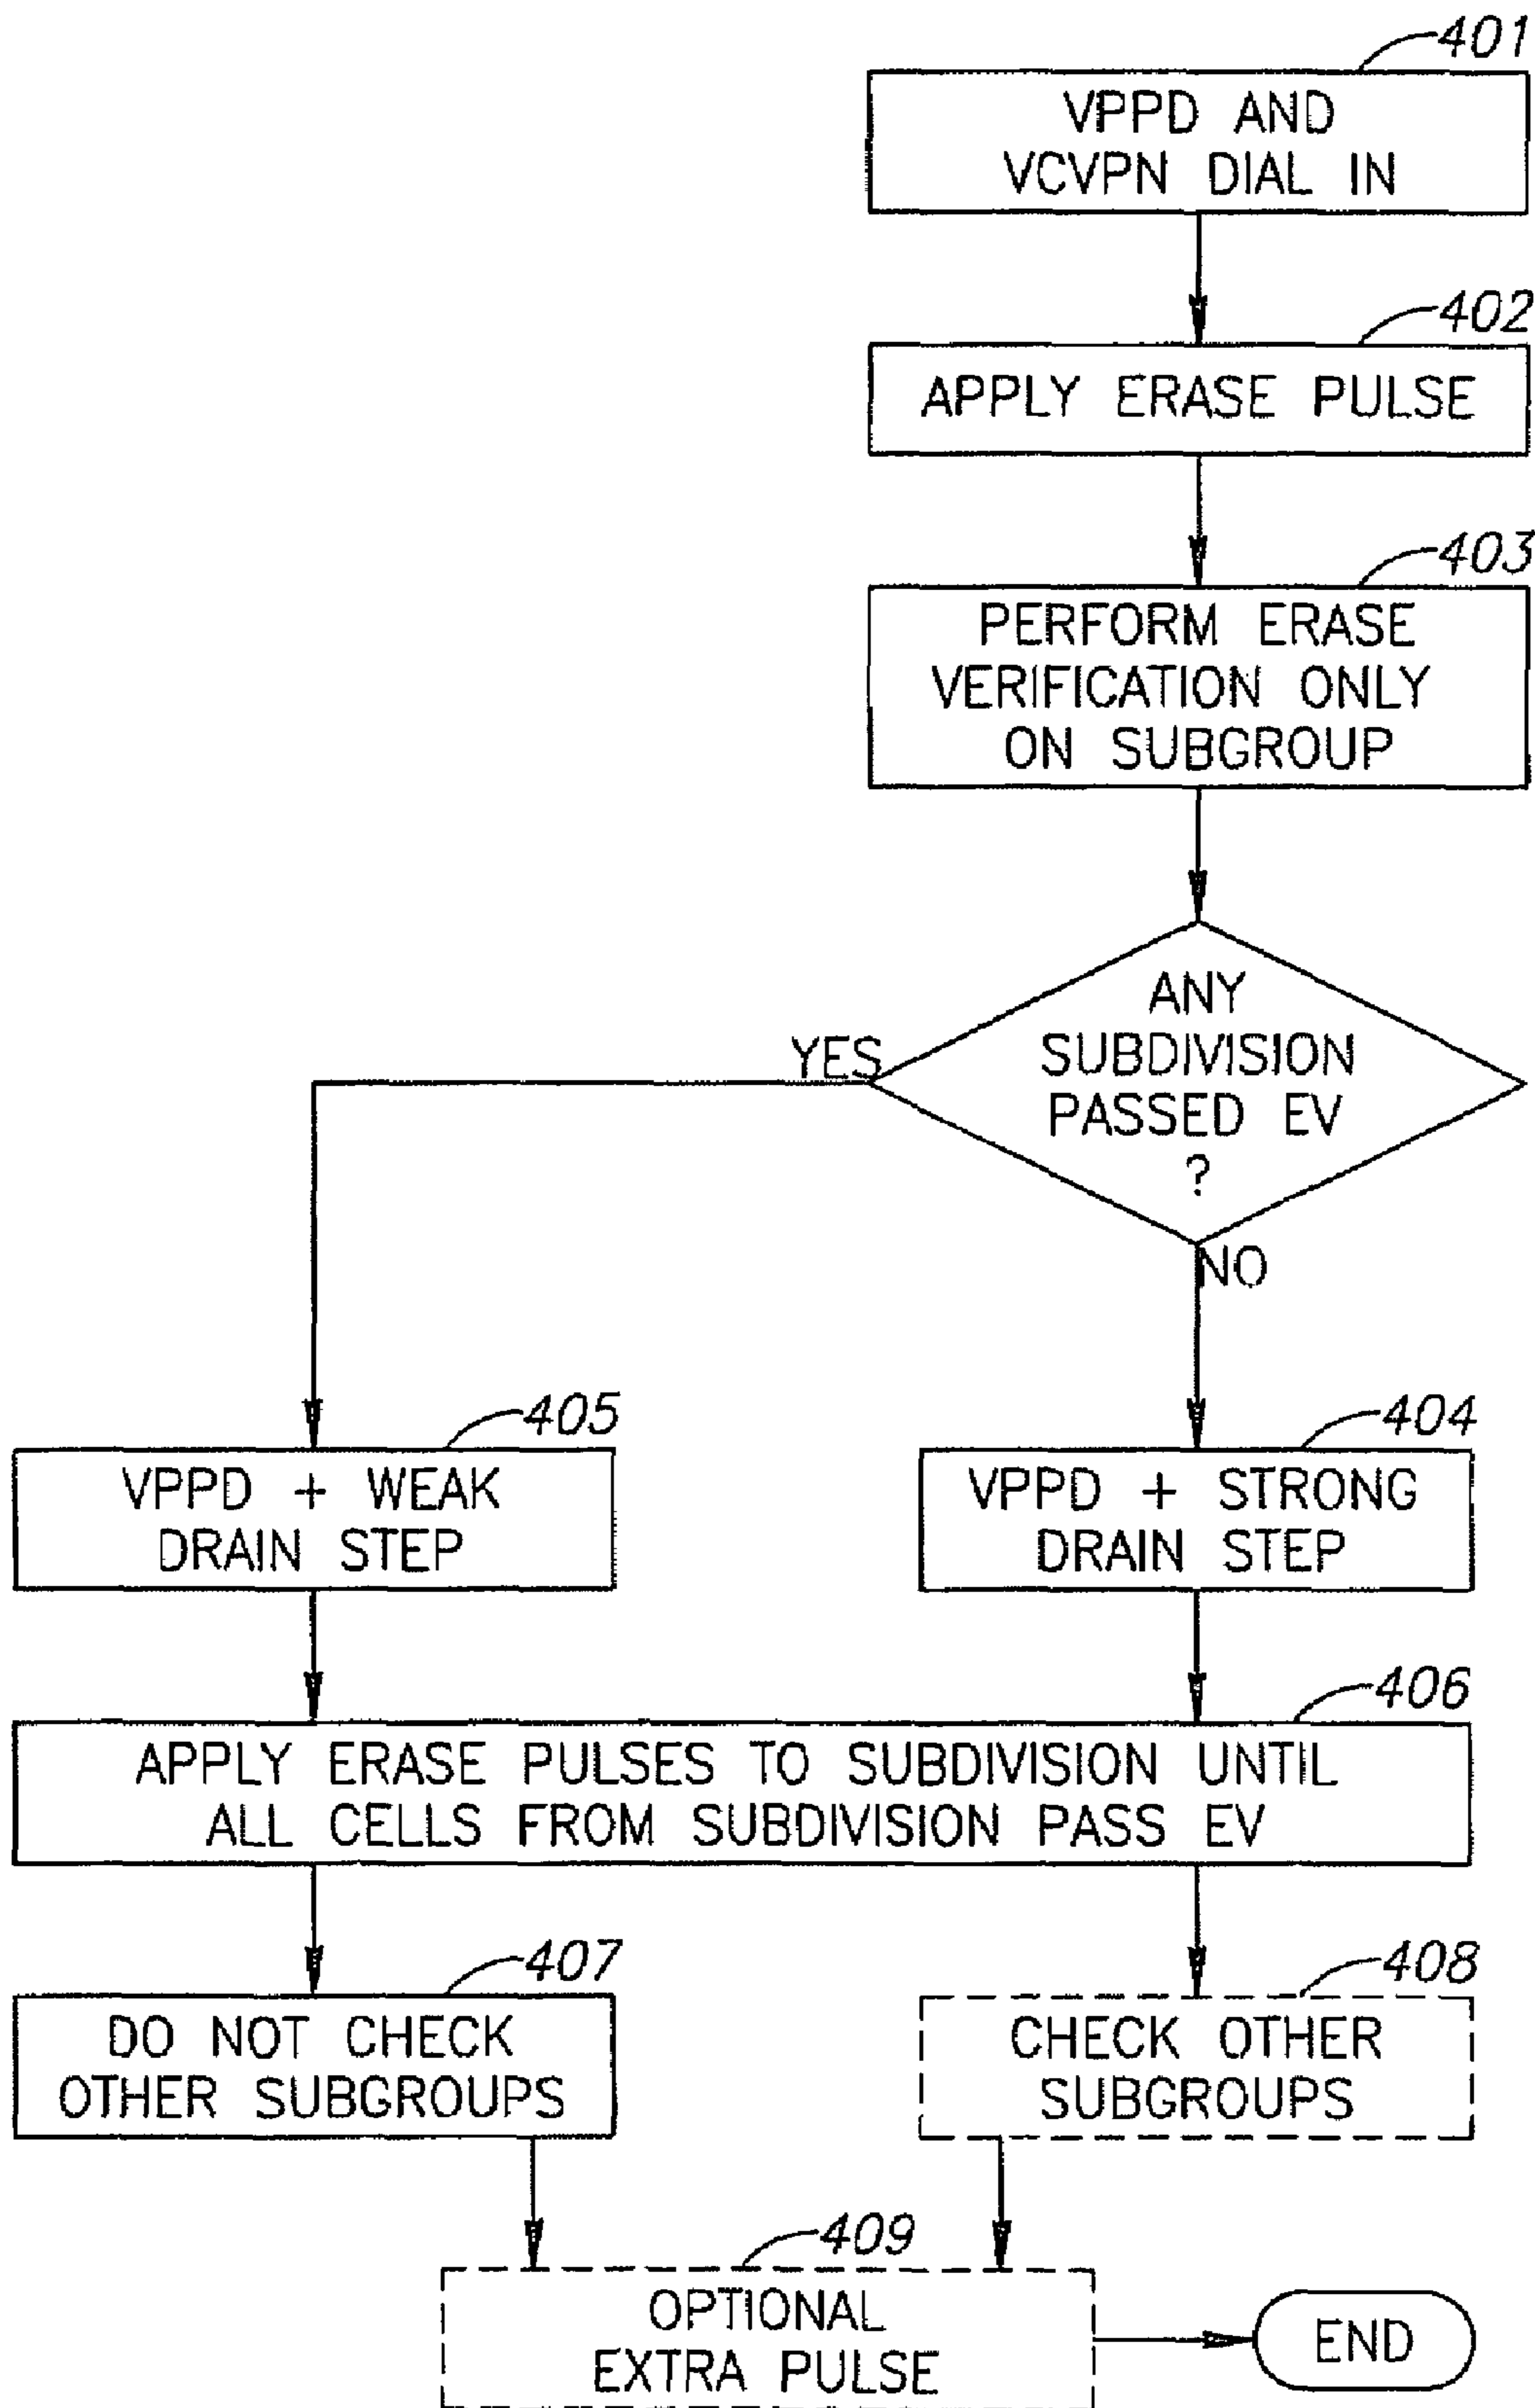 401
VPPD AND
VCVPN DIAL IN
402
APPLY ERASE PULSE
403
PERFORM ERASE
VERIFICATION ONLY
ON SUBGROUP
ANY
SUBDIVISION
PASSED EV
?
YES
NO
405
VPPD + WEAK
DRAIN STEP
404
VPPD + STRONG
DRAIN STEP
406
APPLY ERASE PULSES TO SUBDIVISION UNTIL
ALL CELLS FROM SUBDIVISION PASS EV
407
DO NOT CHECK
OTHER SUBGROUPS
408
CHECK OTHER
SUBGROUPS
409
OPTIONAL
EXTRA PULSE
END